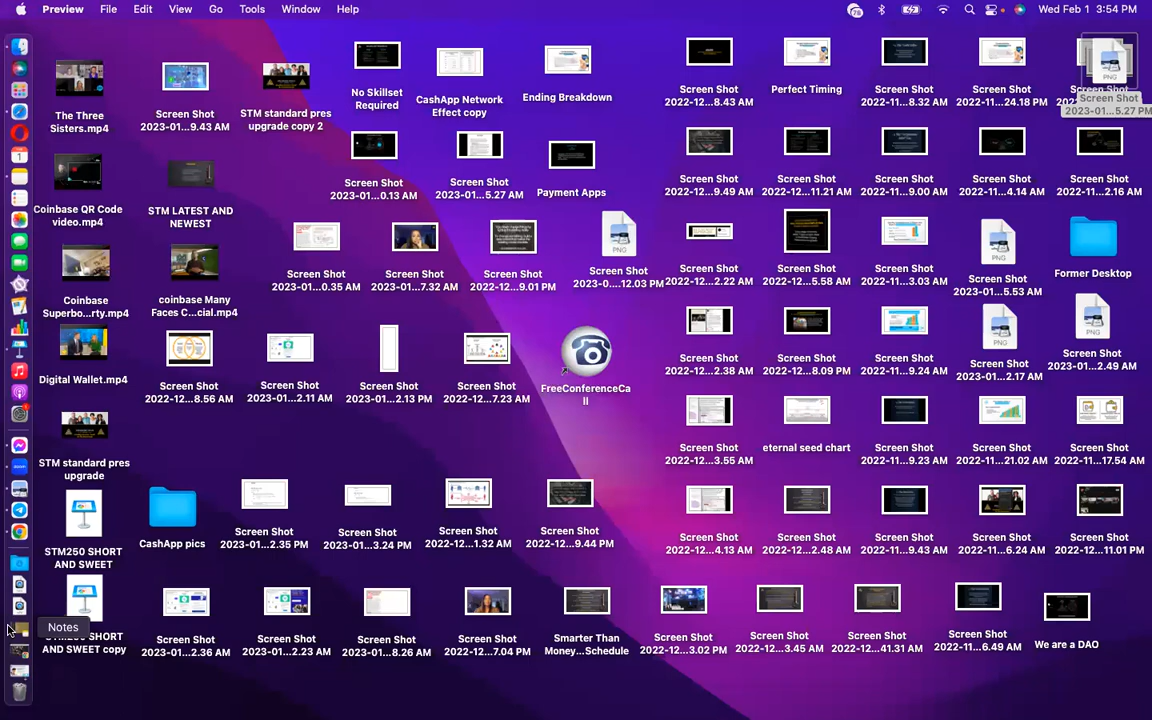 Preview File Edit View Go Tools Window Help Wed Feb 1 3:54 PM
The Three
Sisters.mp4
Screen Shot
2023-01...9.43 AM
STM standard pres
upgrade copy 2
No Skillset
Required
CashApp Network
Effect copy
Ending Breakdown
Screen Shot
2022-12...8.43 AM
Perfect Timing
Screen Shot
2022-11...8.32 AM
Screen Shot
2022-11...24.18 PM
PNG
Screen Shot
2023-01...5.27 PM
Coinbase QR Code
video.mp4
STM LATEST AND
NEWEST
Screen Shot
2023-01...0.13 AM
Screen Shot
2023-01...5.27 AM
Payment Apps
Screen Shot
2022-12...9.49 AM
Screen Shot
2022-12...11.21 AM
Screen Shot
2022-11...9.00 AM
Screen Shot
2022-11...4.14 AM
Screen Shot
2022-11...2.16 AM
Coinbase
Superbo...rty.mp4
coinbase Many
Faces C...cial.mp4
Screen Shot
2023-01...0.35 AM
Screen Shot
2023-01...7.32 AM
Screen Shot
2022-12...9.01 PM
PNG
Screen Shot
2023-0....12.03 PM
Screen Shot
2022-12...2.22 AM
Screen Shot
2022-12...5.58 AM
Screen Shot
2022-11...3.03 AM
PNG
Screen Shot
2023-01...5.53 AM
Former Desktop
Digital Wallet.mp4
Screen Shot
2022-12...8.56 AM
Screen Shot
2023-01...2.11 AM
Screen Shot
2023-01...2.13 PM
Screen Shot
2022-12...7.23 AM
FreeConferenceCa
ll
Screen Shot
2022-12...2.38 AM
Screen Shot
2022-12...8.09 PM
Screen Shot
2022-11...9.24 AM
PNG
Screen Shot
2023-01...2.17 AM
PNG
Screen Shot
2023-01...2.49 AM
STM standard pres
upgrade
Screen Shot
2022-12...3.55 AM
eternal seed chart
Screen Shot
2022-11...9.23 AM
Screen Shot
2022-11...21.02 AM
Screen Shot
2022-11...17.54 AM
STM250 SHORT
AND SWEET
CashApp pics
Screen Shot
2023-01...2.35 PM
Screen Shot
2023-01...3.24 PM
Screen Shot
2022-12...1.32 AM
Screen Shot
2022-12...9.44 PM
Screen Shot
2022-12...4.13 AM
Screen Shot
2022-12...2.48 AM
Screen Shot
2022-11...9.43 AM
Screen Shot
2022-11...6.24 AM
Screen Shot
2022-12...11.01 PM
Notes
SHORT
AND SWEET copy
Screen Shot
2023-01...2.36 AM
Screen Shot
2023-01...2.23 AM
Screen Shot
2023-01...8.26 AM
Screen Shot
2022-12...7.04 PM
Smarter Than
Money...Schedule
Screen Shot
2022-12...3.02 PM
Screen Shot
2022-12...3.45 AM
Screen Shot
2022-11...41.31 AM
Screen Shot
2022-11...6.49 AM
We are a DAO